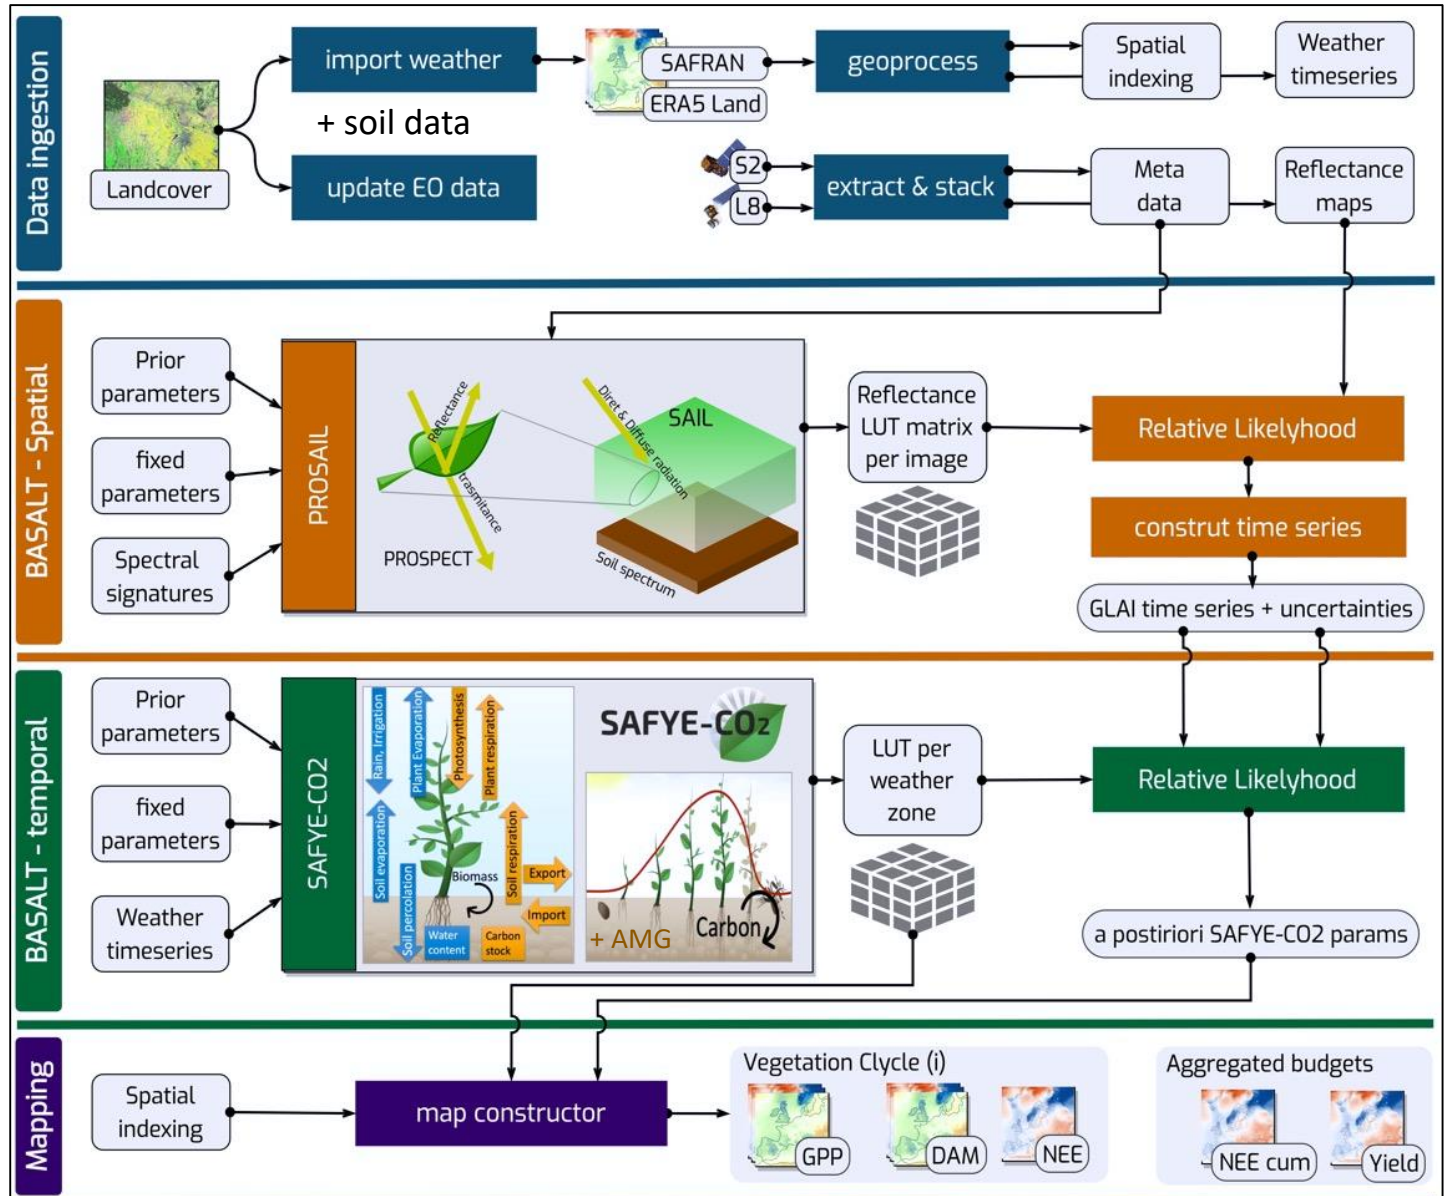 Data ingestion
import weather
+ soil data
update EO data
Landcover
SAFRAN
ERA5 Land
geoprocess
Spatial
indexing
Weather
timeseries
S2
L8
extract & stack
Meta
data
Reflectance
maps
BASALT - Spatial
Prior
parameters
fixed
parameters
Spectral
signatures
PROSAIL
Reflectance
trasmitance
PROSPECT
Diret & Diffuse radiation
SAIL
Soil spectrum
Reflectance
LUT matrix
per image
Relative Likelyhood
construt time series
GLAI time series + uncertainties
BASALT - temporal
Prior
parameters
fixed
parameters
Weather
timeseries
SAFYE-CO2
Rain, Irrigation
Plant Evaporation
Photosynthesis
Plant respiration
Soil evaporation
Soil percolation
Biomass
Soil respiration
Export
Import
Water
content
Carbon
stock
SAFYE-CO2
+ AMG
Carbon
LUT per
weather
zone
Relative Likelyhood
a postiriori SAFYE-CO2 params
Mapping
Spatial
indexing
map constructor
Vegetation Clycle (i)
GPP
DAM
NEE
Aggregated budgets
NEE cum
Yield